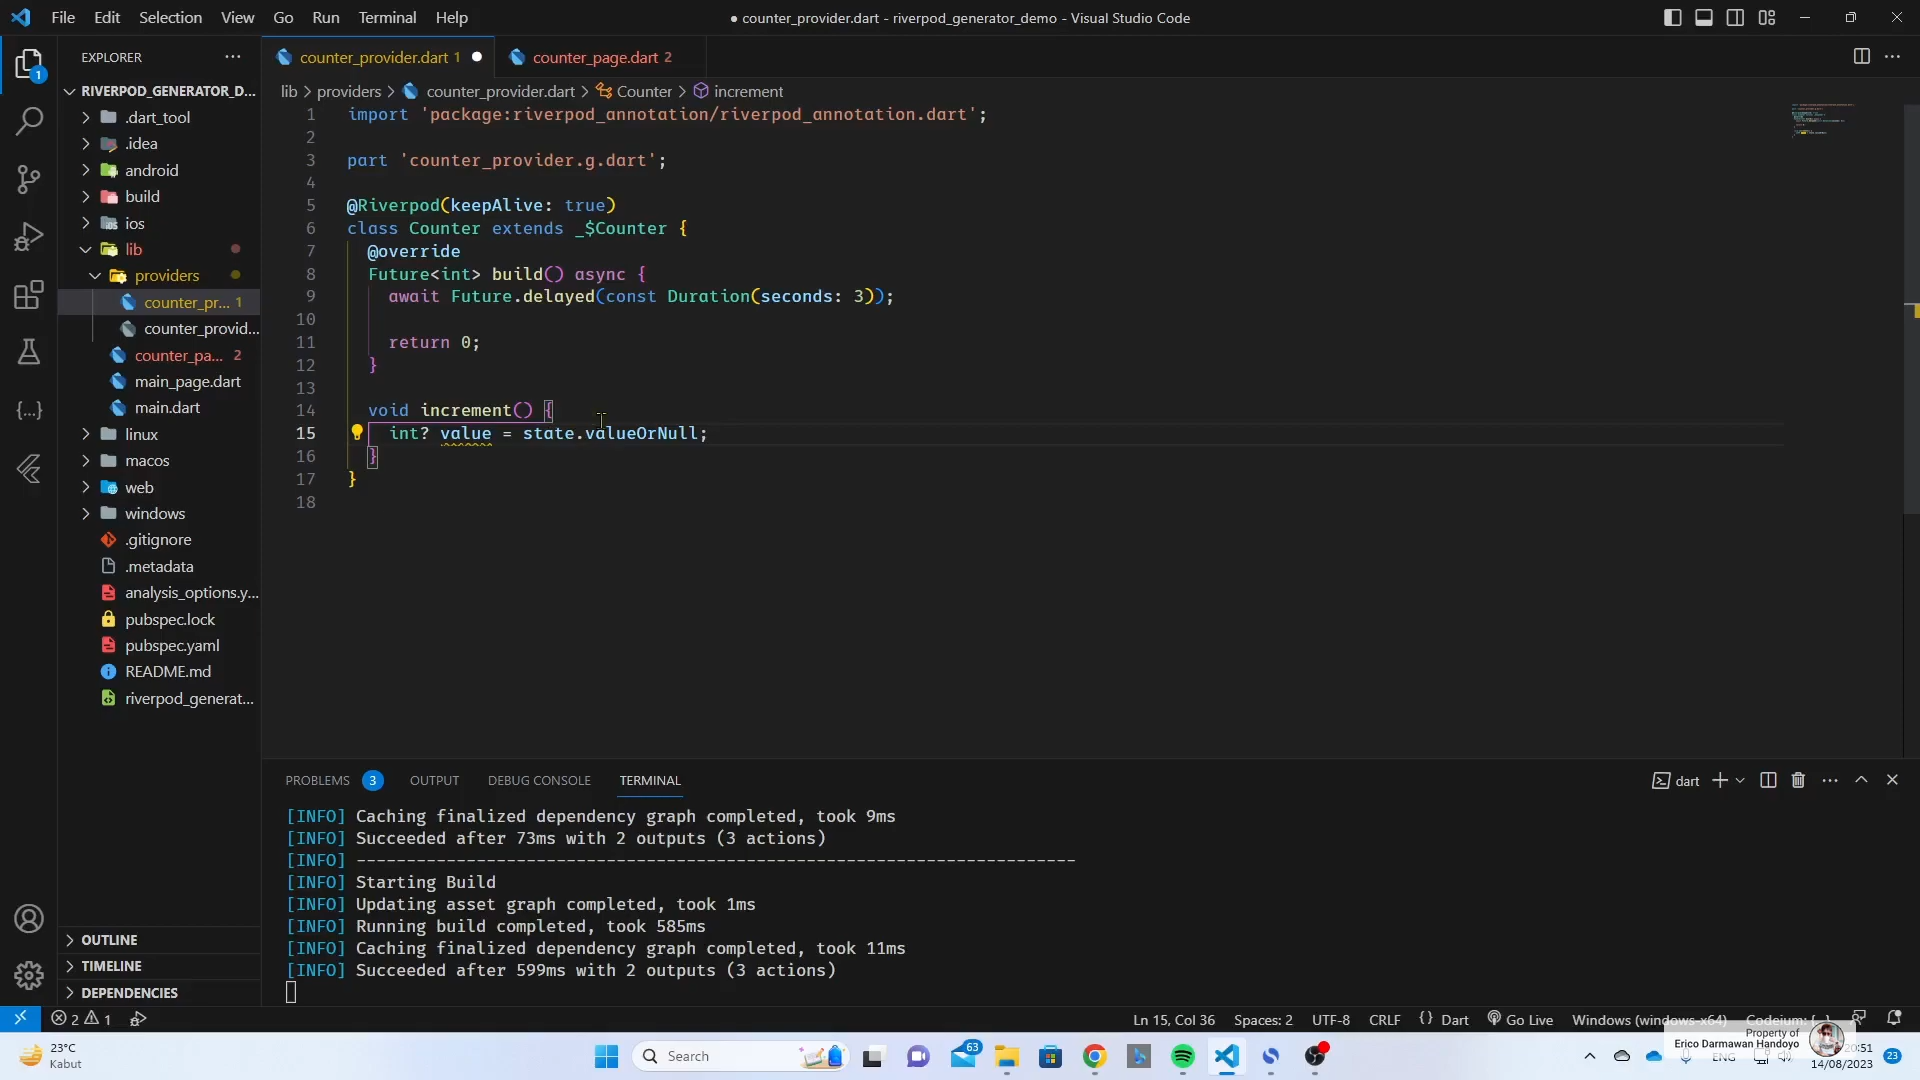 File Edit Selection View Go Run Terminal Help
● counter_provider.dart - riverpod_generator_demo - Visual Studio Code
EXPLORER
counter_provider.dart 1
counter_page.dart 2
RIVERPOD_GENERATOR_D...
lib > providers > counter_provider.dart > Counter > increment
.dart_tool
.idea
android
build
ios
lib
providers
counter_pr... 1
counter_provid...
counter_pa... 2
main_page.dart
main.dart
linux
macos
web
windows
.gitignore
.metadata
analysis_options.y...
pubspec.lock
pubspec.yaml
README.md
riverpod_generat...
OUTLINE
TIMELINE
DEPENDENCIES
1 import 'package:riverpod_annotation/riverpod_annotation.dart';
2
3 part 'counter_provider.g.dart';
4
5 @Riverpod(keepAlive: true)
6 class Counter extends _$Counter {
7 @override
8 Future<int> build() async {
9 await Future.delayed(const Duration(seconds: 3));
10
11 return 0;
12 }
13
14 void increment() {
15 int? value = state.valueOrNull;
16 }
17 }
18
PROBLEMS 3 OUTPUT DEBUG CONSOLE TERMINAL
dart
[INFO] Caching finalized dependency graph completed, took 9ms
[INFO] Succeeded after 73ms with 2 outputs (3 actions)
[INFO] ---------------------------------------------------------------------
[INFO] Starting Build
[INFO] Updating asset graph completed, took 1ms
[INFO] Running build completed, took 585ms
[INFO] Caching finalized dependency graph completed, took 11ms
[INFO] Succeeded after 599ms with 2 outputs (3 actions)
1
2 1
Ln 15, Col 36 Spaces: 2 UTF-8 CRLF {} Dart Go Live Windows (windows-x64) Codeium: {..}
Property of
Erico Darmawan Handoyo
23°C
Kabut
Search
63
ENG
20:51
14/08/2023
23